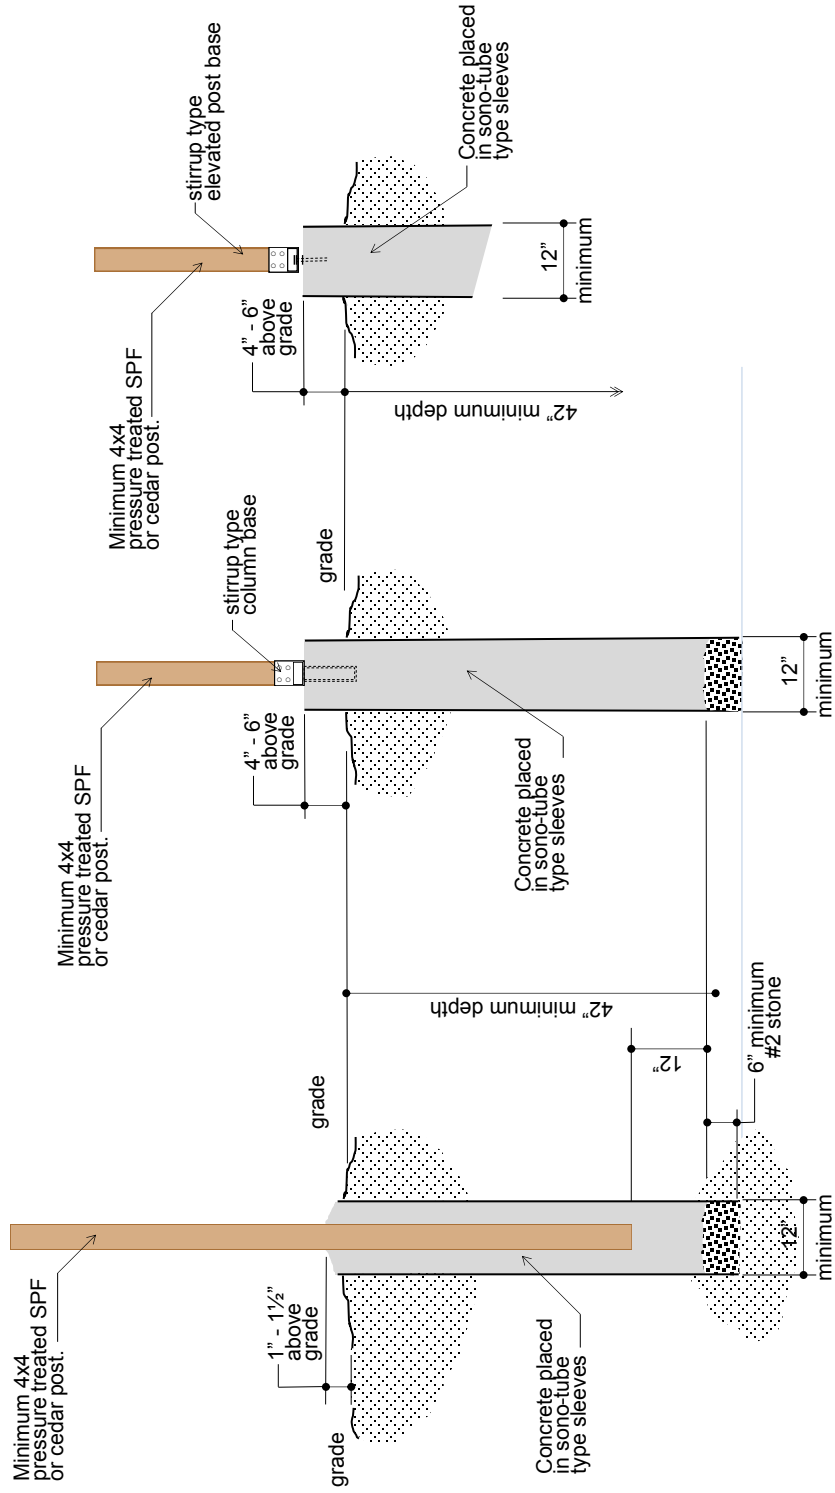 Minimum 4x4
pressure treated SPF
or cedar post.
1” - 1½”
above
grade
grade
Concrete placed
in sono-tube
type sleeves
12”
minimum
grade
42” minimum depth
12”
6” minimum
#2 stone
Minimum 4x4
pressure treated SPF
or cedar post.
stirrup type
column base
4” - 6”
above
grade
Concrete placed
in sono-tube
type sleeves
12”
minimum
grade
Minimum 4x4
pressure treated SPF
or cedar post.
stirrup type
elevated post base
4” - 6”
above
grade
42” minimum depth
Concrete placed
in sono-tube
type sleeves
12”
minimum